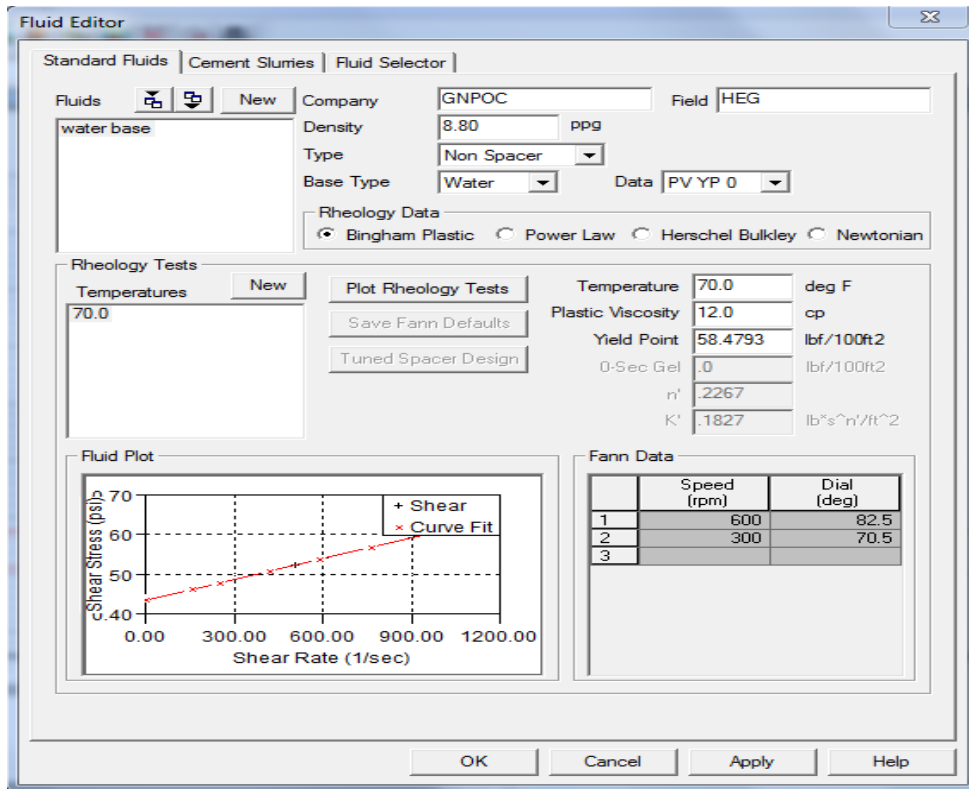 Fluid Editor
Standard Fluids Cement Slurries Fluid Selector
Fluids New Company GNPOC Field HEG
water base
Density 8.80 ppg
Type Non Spacer
Base Type Water Data PV YP 0
Rheology Data
Bingham Plastic Power Law Herschel Bulkley Newtonian
Rheology Tests
Temperatures New
70.0
Plot Rheology Tests
Save Fann Defaults
Tuned Spacer Design
Temperature 70.0 deg F
Plastic Viscosity 12.0 cp
Yield Point 58.4793 lbf/100ft2
0-Sec Gel .0 lbf/100ft2
n' .2267
K' .1827 lb*s^n'/ft^2
Fluid Plot
Shear Stress (psi)
70
60
50
40
+ Shear
× Curve Fit
0.00 300.00 600.00 900.00 1200.00
Shear Rate (1/sec)
Fann Data
Speed (rpm) Dial (deg)
1 600 82.5
2 300 70.5
3
OK Cancel Apply Help